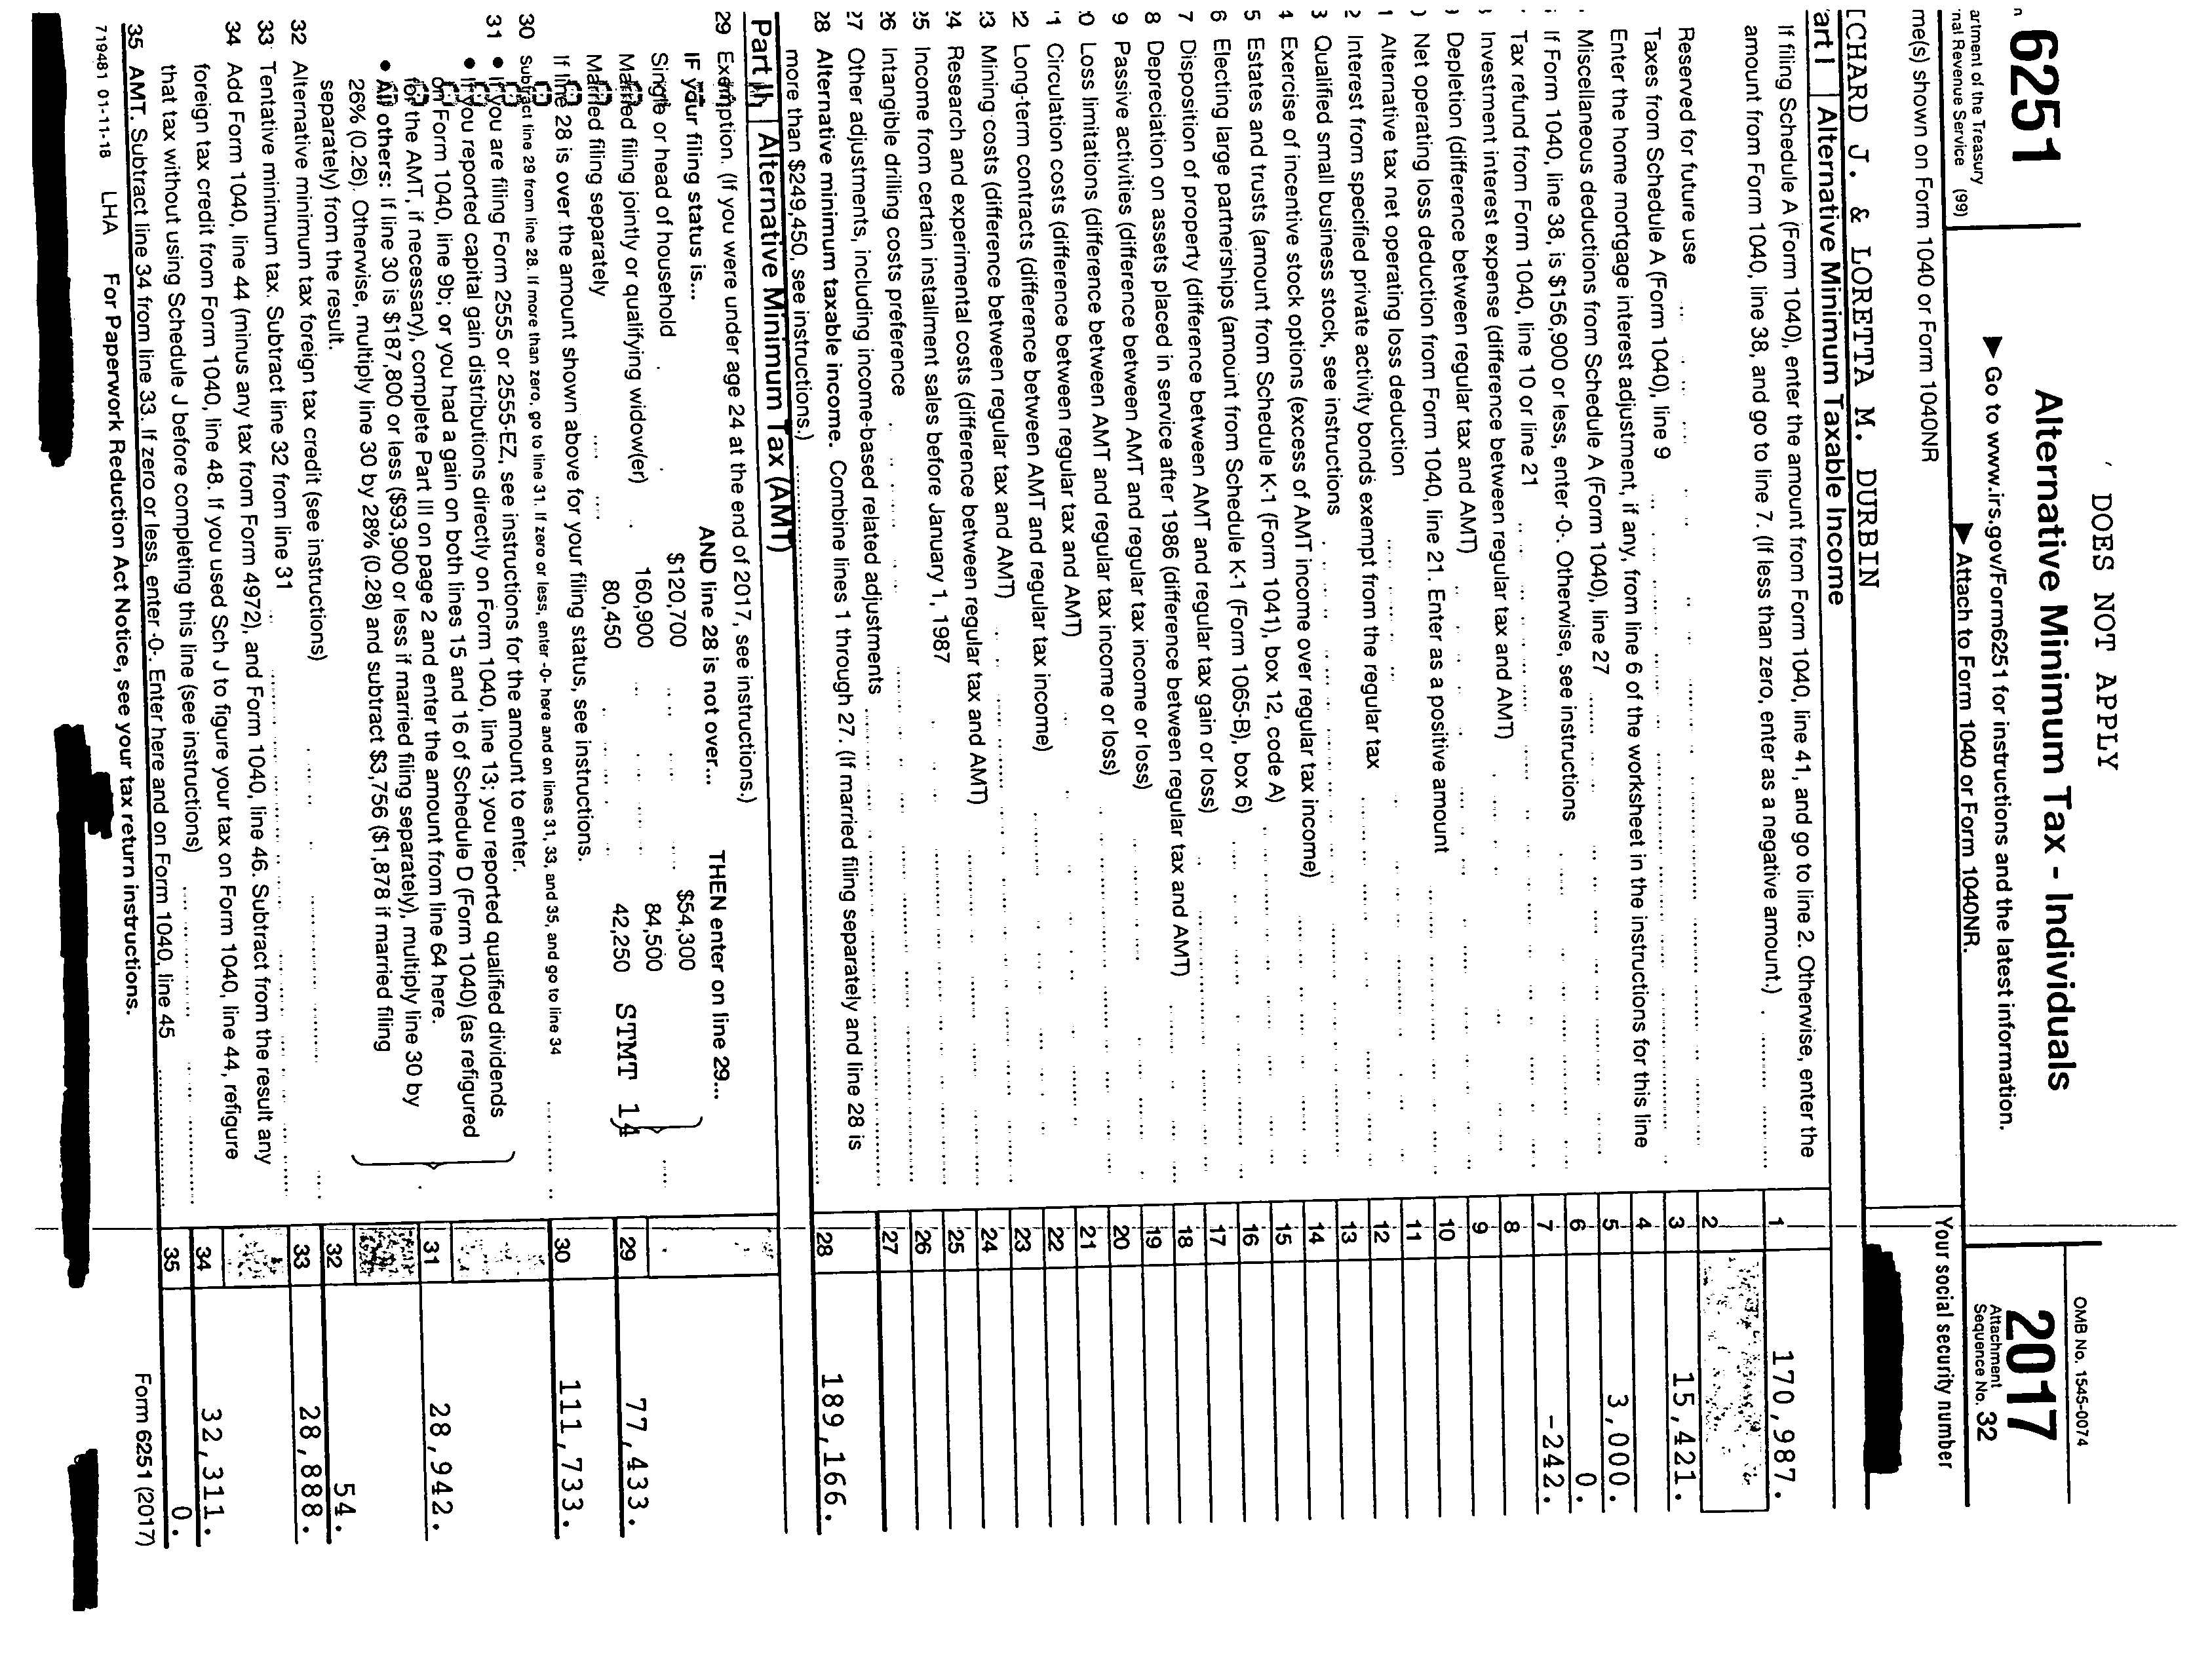 ' DOES NOT APPLY
n 6251
Alternative Minimum Tax - Individuals
OMB No. 1545-0074
2017
► Go to www.irs.gov/Form6251 for instructions and the latest information.
artment of the Treasury
nal Revenue Service (99)
► Attach to Form 1040 or Form 1040NR.
Attachment
Sequence No. 32
me(s) shown on Form 1040 or Form 1040NR
Your social security number
CHARD J. & LORETTA M. DURBIN
art I Alternative Minimum Taxable Income
If filing Schedule A (Form 1040), enter the amount from Form 1040, line 41, and go to line 2. Otherwise, enter the
amount from Form 1040, line 38, and go to line 7. (If less than zero, enter as a negative amount.) 1 170,987.
Reserved for future use 2
Taxes from Schedule A (Form 1040), line 9 3 15,421.
Enter the home mortgage interest adjustment, if any, from line 6 of the worksheet in the instructions for this line 4
Miscellaneous deductions from Schedule A (Form 1040), line 27 5 3,000.
If Form 1040, line 38, is $156,900 or less, enter -0-. Otherwise, see instructions 6 0.
Tax refund from Form 1040, line 10 or line 21 7 -242.
Investment interest expense (difference between regular tax and AMT) 8
Depletion (difference between regular tax and AMT) 9
Net operating loss deduction from Form 1040, line 21. Enter as a positive amount 10
1 Alternative tax net operating loss deduction 11
2 Interest from specified private activity bonds exempt from the regular tax 12
3 Qualified small business stock, see instructions 13
4 Exercise of incentive stock options (excess of AMT income over regular tax income) 14
5 Estates and trusts (amount from Schedule K-1 (Form 1041), box 12, code A) 15
6 Electing large partnerships (amount from Schedule K-1 (Form 1065-B), box 6) 16
7 Disposition of property (difference between AMT and regular tax gain or loss) 17
8 Depreciation on assets placed in service after 1986 (difference between regular tax and AMT) 18
9 Passive activities (difference between AMT and regular tax income or loss) 19
0 Loss limitations (difference between AMT and regular tax income or loss) 20
1 Circulation costs (difference between regular tax and AMT) 21
2 Long-term contracts (difference between AMT and regular tax income) 22
3 Mining costs (difference between regular tax and AMT) 23
4 Research and experimental costs (difference between regular tax and AMT) 24
5 Income from certain installment sales before January 1, 1987 25
26 Intangible drilling costs preference 26
27 Other adjustments, including income-based related adjustments 27
28 Alternative minimum taxable income. Combine lines 1 through 27. (If married filing separately and line 28 is
more than $249,450, see instructions.) 28 189,166.
Part II Alternative Minimum Tax (AMT)
29 Exemption. (If you were under age 24 at the end of 2017, see instructions.)
IF your filing status is... AND line 28 is not over... THEN enter on line 29...
Single or head of household $120,700 $54,300
Married filing jointly or qualifying widow(er) 160,900 84,500
Married filing separately 80,450 42,250 STMT 14 29 77,433.
If line 28 is over the amount shown above for your filing status, see instructions.
30 Subtract line 29 from line 28. If more than zero, go to line 31. If zero or less, enter -0- here and on lines 31, 33, and 35, and go to line 34 30 111,733.
31 • If you are filing Form 2555 or 2555-EZ, see instructions for the amount to enter.
• If you reported capital gain distributions directly on Form 1040, line 13; you reported qualified dividends
on Form 1040, line 9b; or you had a gain on both lines 15 and 16 of Schedule D (Form 1040) (as refigured
for the AMT, if necessary), complete Part III on page 2 and enter the amount from line 64 here. 31 28,942.
• All others: If line 30 is $187,800 or less ($93,900 or less if married filing separately), multiply line 30 by
26% (0.26). Otherwise, multiply line 30 by 28% (0.28) and subtract $3,756 ($1,878 if married filing
separately) from the result.
32 Alternative minimum tax foreign tax credit (see instructions) 32 54.
33 Tentative minimum tax. Subtract line 32 from line 31 33 28,888.
34 Add Form 1040, line 44 (minus any tax from Form 4972), and Form 1040, line 46. Subtract from the result any
foreign tax credit from Form 1040, line 48. If you used Sch J to figure your tax on Form 1040, line 44, refigure
that tax without using Schedule J before completing this line (see instructions) 34 32,311.
35 AMT. Subtract line 34 from line 33. If zero or less, enter -0-. Enter here and on Form 1040, line 45 35 0.
719481 01-11-18 LHA For Paperwork Reduction Act Notice, see your tax return instructions. Form 6251 (2017)